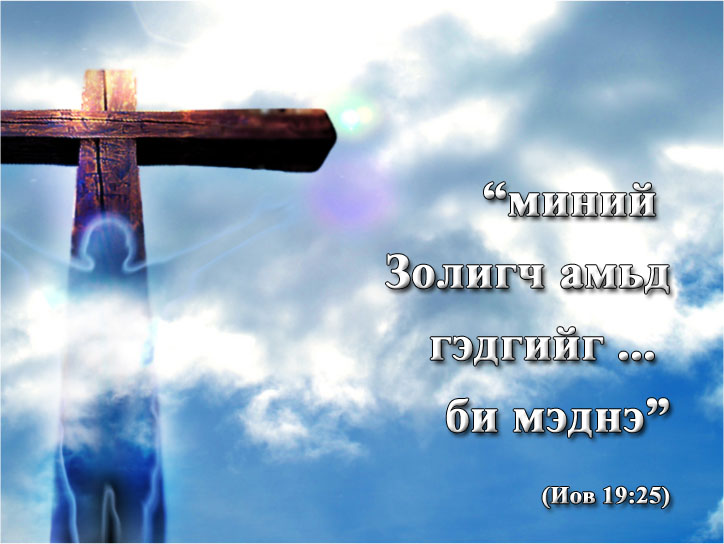 “миний
Золигч амьд
гэдгийг ...
би мэднэ”
(Иов 19:25)